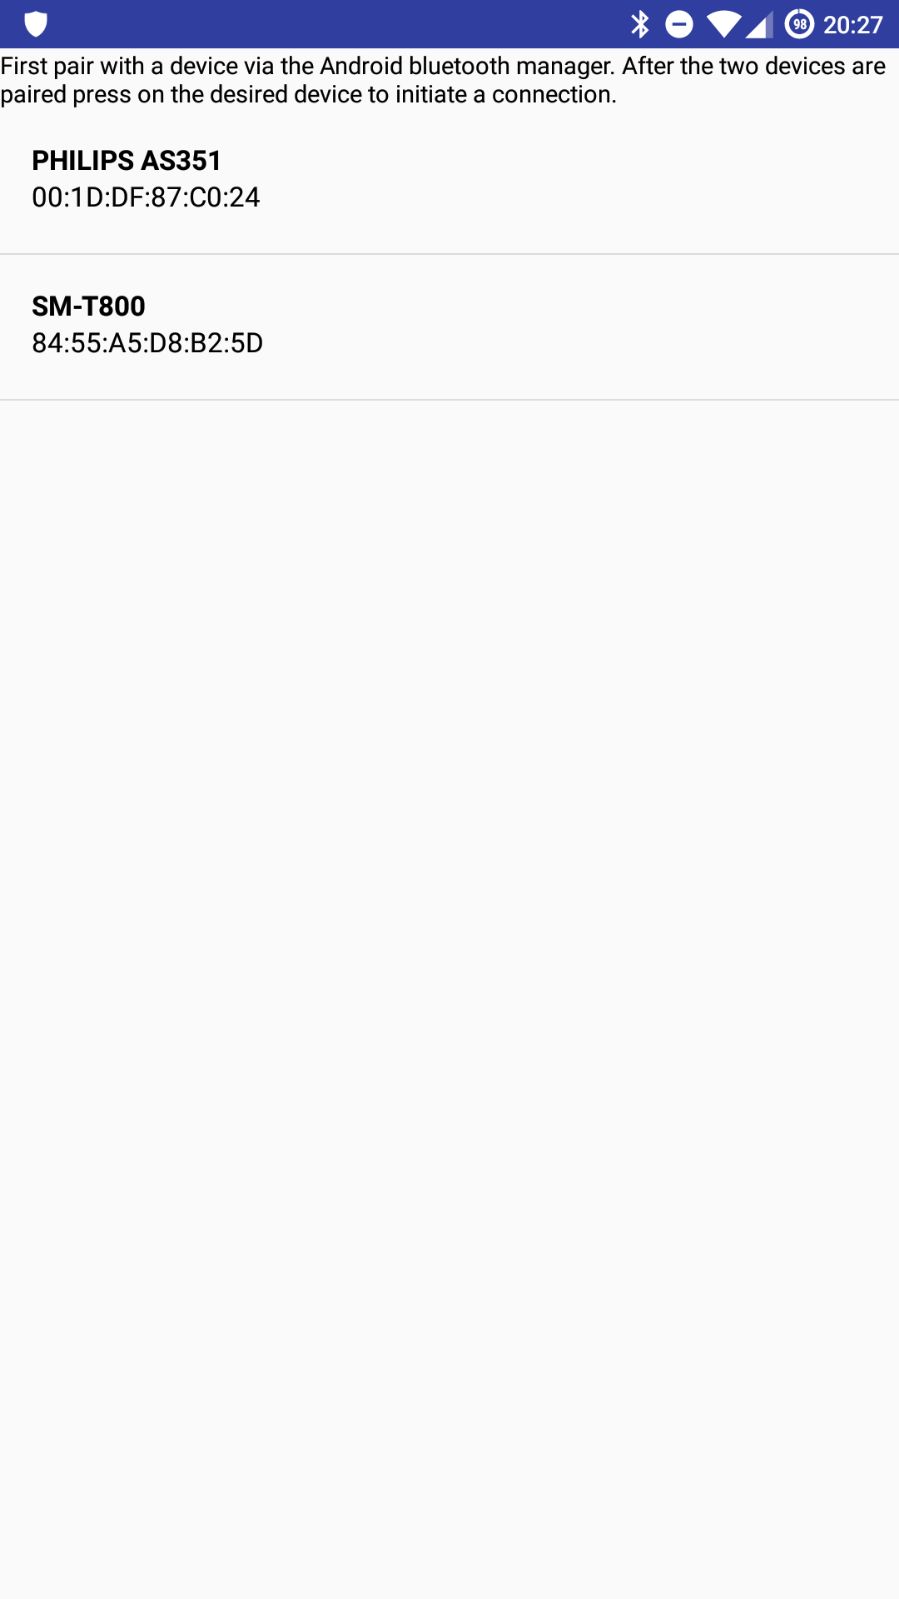 98 20:27
First pair with a device via the Android bluetooth manager. After the two devices are
paired press on the desired device to initiate a connection.
PHILIPS AS351
00:1D:DF:87:C0:24
SM-T800
84:55:A5:D8:B2:5D